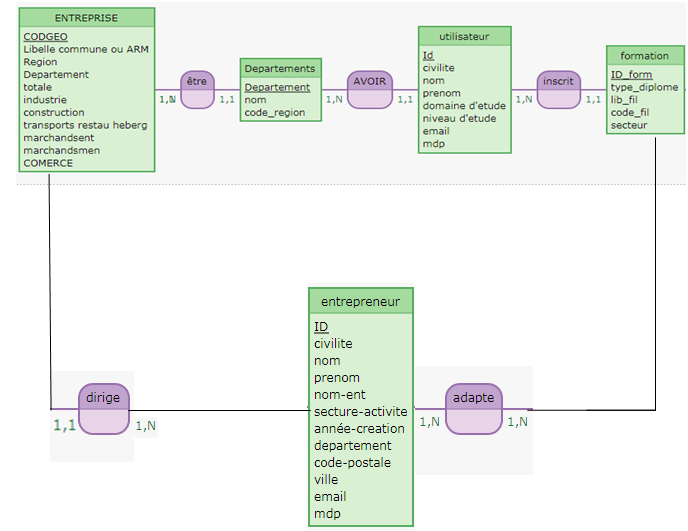 ENTREPRISE
CODGEO
Libelle commune ou ARM
Region
Departement
totale
industrie
construction
transports restau heberg
marchandsent
marchandsmen
COMERCE
être
1,1
Departements
Departement
nom
code_region
1,N
AVOIR
1,1
utilisateur
Id
civilite
nom
prenom
domaine d'etude
niveau d'etude
email
mdp
1,N
inscrit
1,1
formation
ID_form
type_diplome
lib_fil
code_fil
secteur
dirige
1,1
1,N
entrepreneur
ID
civilite
nom
prenom
nom-ent
secture-activite
année-creation
departement
code-postale
ville
email
mdp
1,N
adapte
1,N